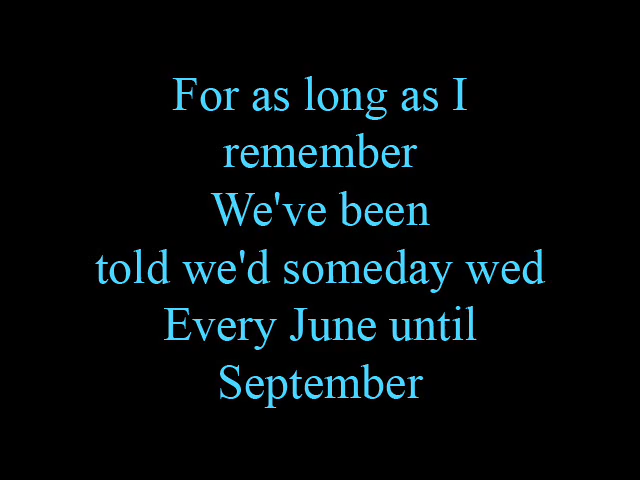 For as long as I
remember
We've been
told we'd someday wed
Every June until
September